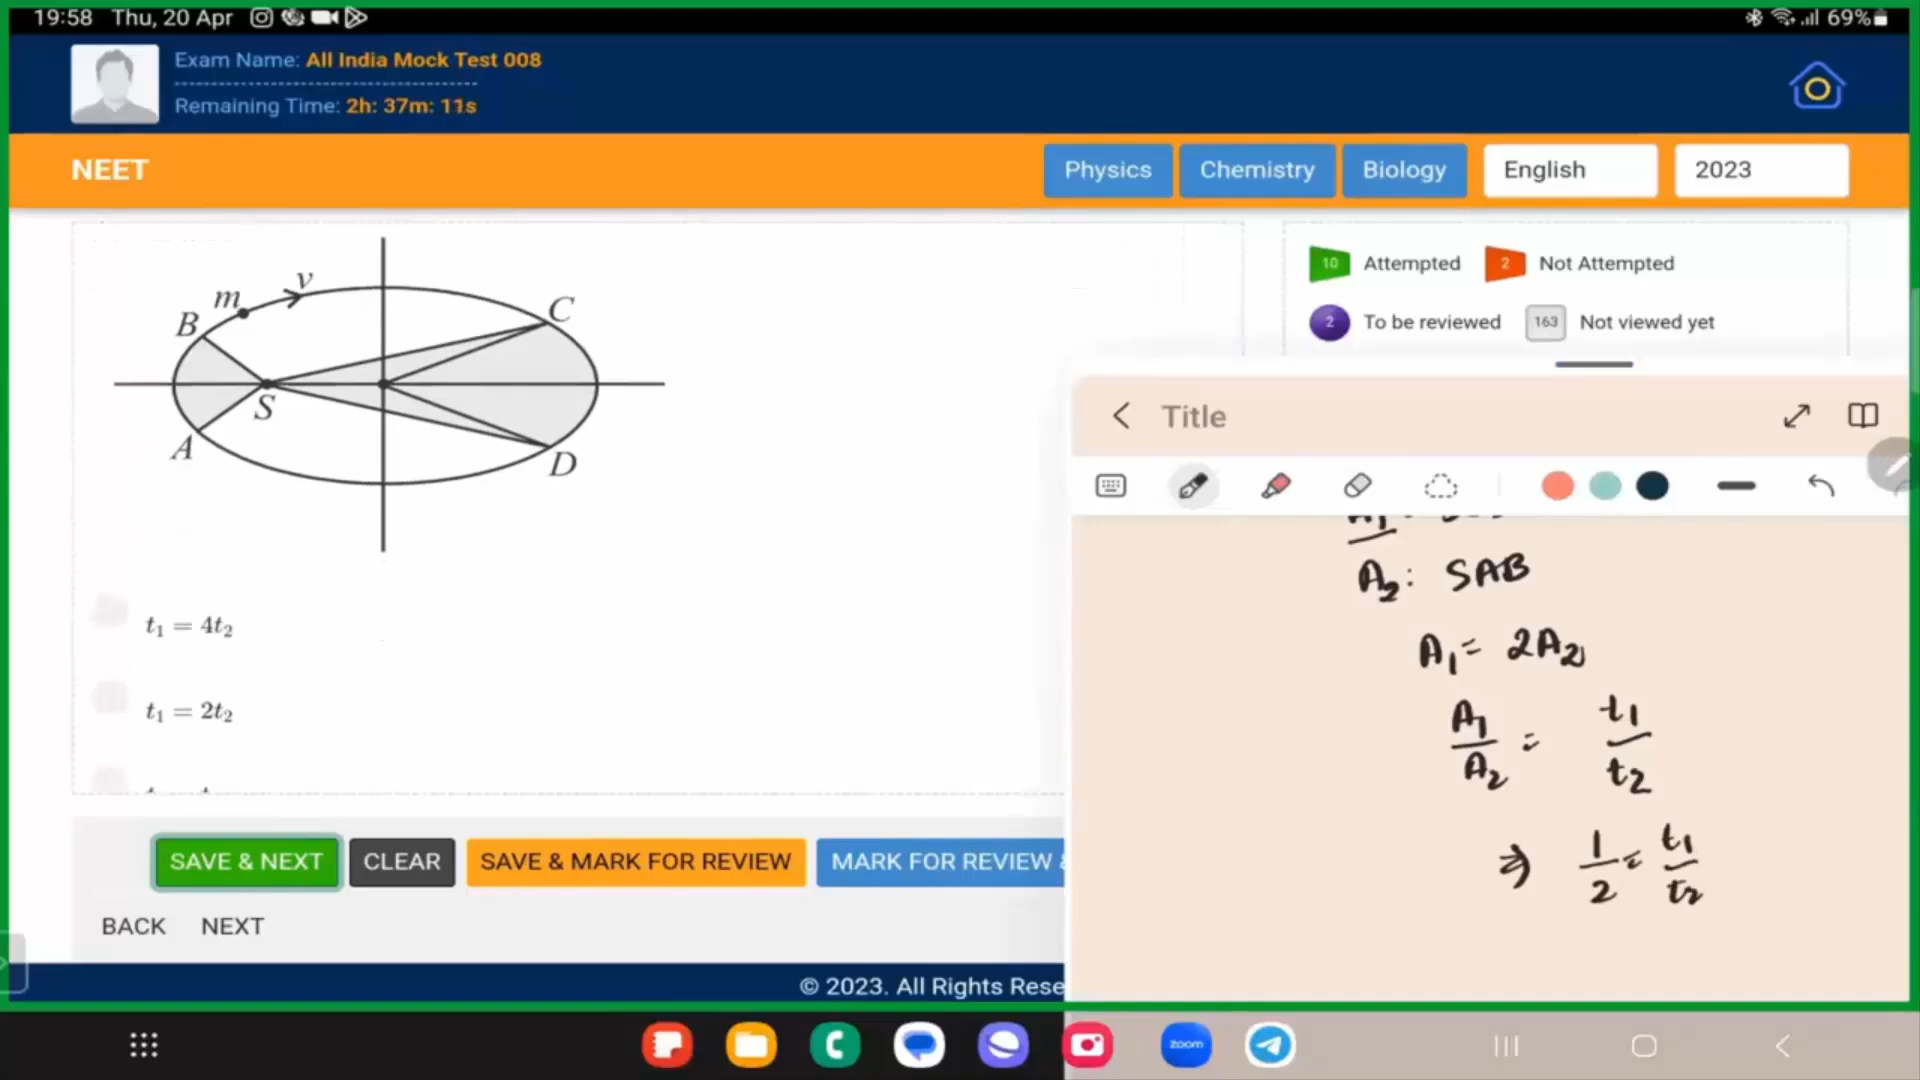 19:58 Thu, 20 Apr
69%
Exam Name: All India Mock Test 008
Remaining Time: 2h: 37m: 11s
NEET
Physics
Chemistry
Biology
English
2023
10 Attempted
2 Not Attempted
2 To be reviewed
163 Not viewed yet
m
v
B
C
S
A
D
t₁ = 4t₂
t₁ = 2t₂
Title
A₂: SAB
A₁ = 2A₂
A₁/A₂ = t₁/t₂
⇒ 1/2 = t₁/t₂
SAVE & NEXT
CLEAR
SAVE & MARK FOR REVIEW
MARK FOR REVIEW &
BACK
NEXT
© 2023. All Rights Rese
zoom